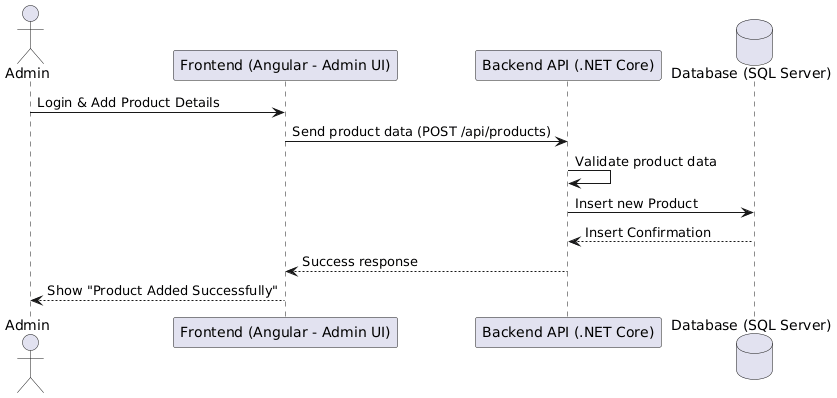 Admin
Frontend (Angular - Admin UI)
Backend API (.NET Core)
Database (SQL Server)
Login & Add Product Details
Send product data (POST /api/products)
Validate product data
Insert new Product
Insert Confirmation
Success response
Show "Product Added Successfully"
Admin
Frontend (Angular - Admin UI)
Backend API (.NET Core)
Database (SQL Server)